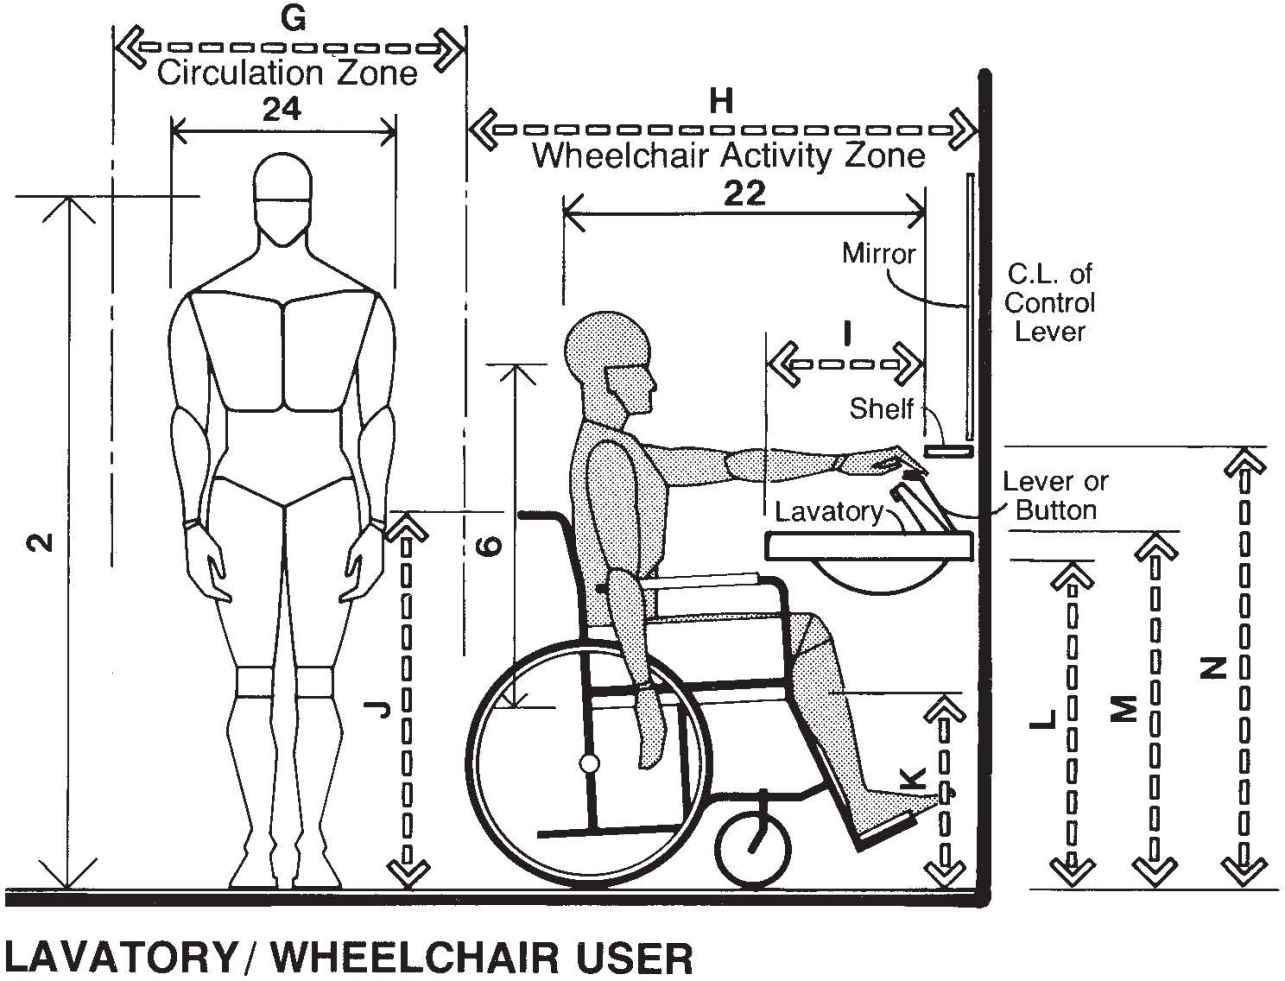 G
Circulation Zone
24
H
Wheelchair Activity Zone
22
Mirror
C.L. of
Control
Lever
I
Shelf
Lever or
Button
Lavatory
2
6
J
K
L
M
N
LAVATORY/ WHEELCHAIR USER